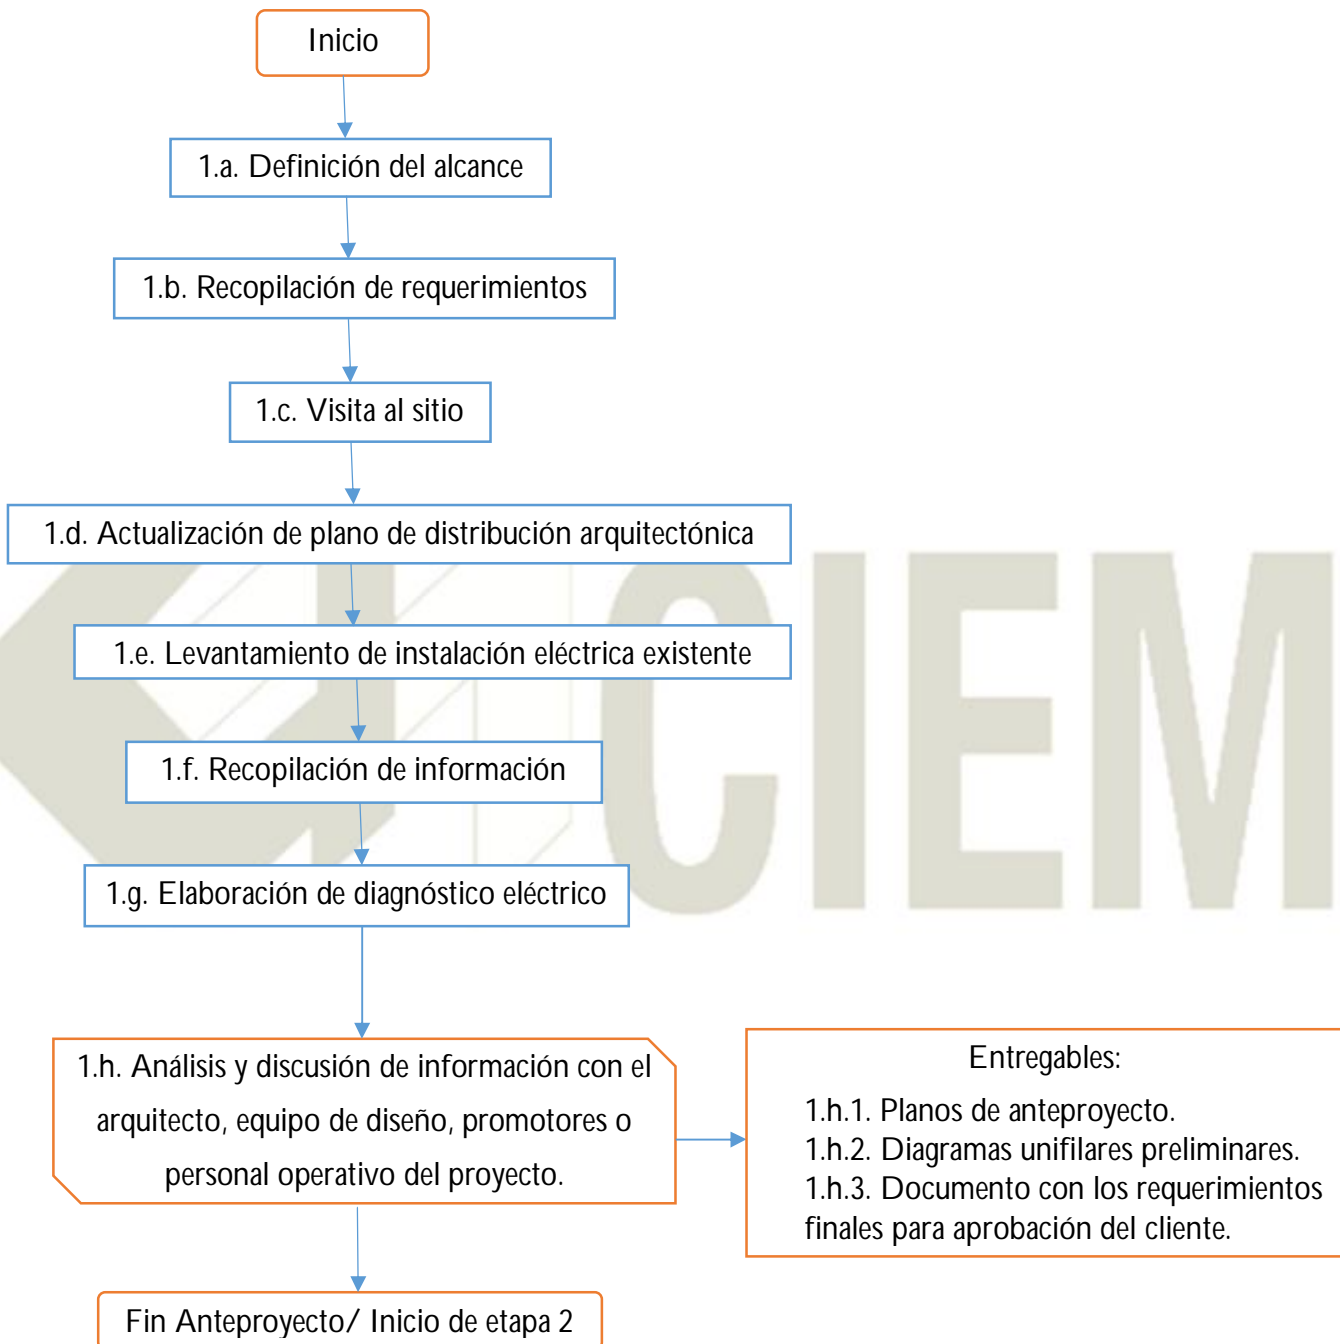 Inicio
1.a. Definición del alcance
1.b. Recopilación de requerimientos
1.c. Visita al sitio
1.d. Actualización de plano de distribución arquitectónica
1.e. Levantamiento de instalación eléctrica existente
1.f. Recopilación de información
1.g. Elaboración de diagnóstico eléctrico
1.h. Análisis y discusión de información con el
arquitecto, equipo de diseño, promotores o
personal operativo del proyecto.
Entregables:
1.h.1. Planos de anteproyecto.
1.h.2. Diagramas unifilares preliminares.
1.h.3. Documento con los requerimientos
finales para aprobación del cliente.
Fin Anteproyecto/ Inicio de etapa 2
CIEM